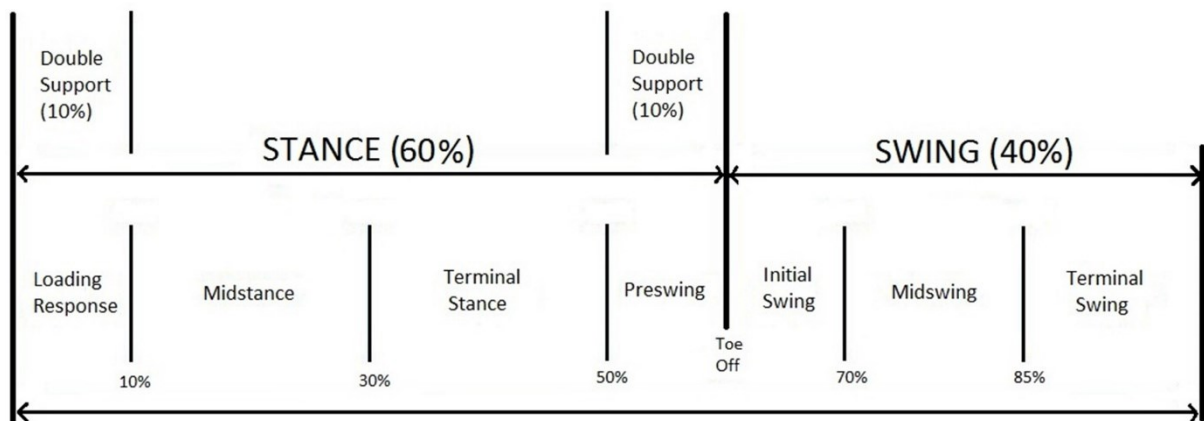 Double
Support
(10%)
Double
Support
(10%)
STANCE (60%)
SWING (40%)
Loading
Response
Midstance
Terminal
Stance
Preswing
Initial
Swing
Midswing
Terminal
Swing
Toe
Off
10%
30%
50%
70%
85%